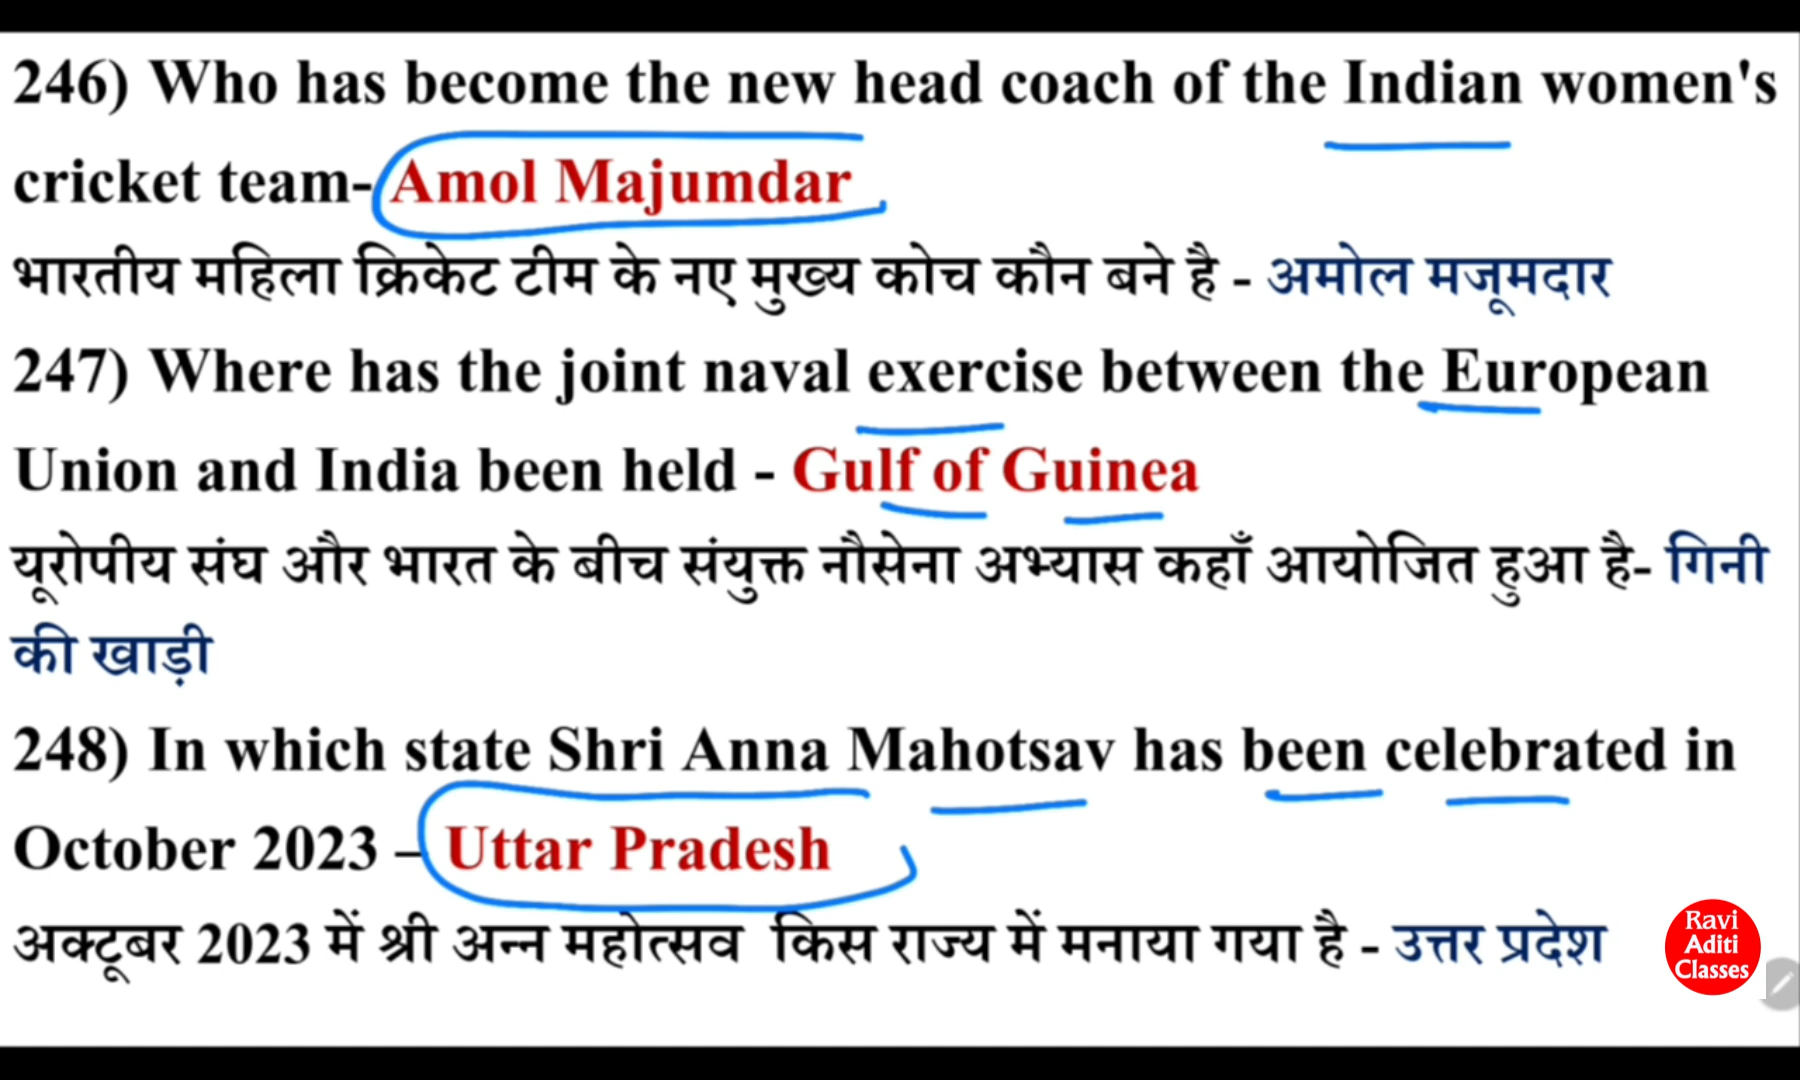 246) Who has become the new head coach of the Indian women's
cricket team- Amol Majumdar
भारतीय महिला क्रिकेट टीम के नए मुख्य कोच कौन बने है - अमोल मजूमदार
247) Where has the joint naval exercise between the European
Union and India been held - Gulf of Guinea
यूरोपीय संघ और भारत के बीच संयुक्त नौसेना अभ्यास कहाँ आयोजित हुआ है- गिनी
की खाड़ी
248) In which state Shri Anna Mahotsav has been celebrated in
October 2023 – Uttar Pradesh
अक्टूबर 2023 में श्री अन्न महोत्सव किस राज्य में मनाया गया है - उत्तर प्रदेश
Ravi
Aditi
Classes